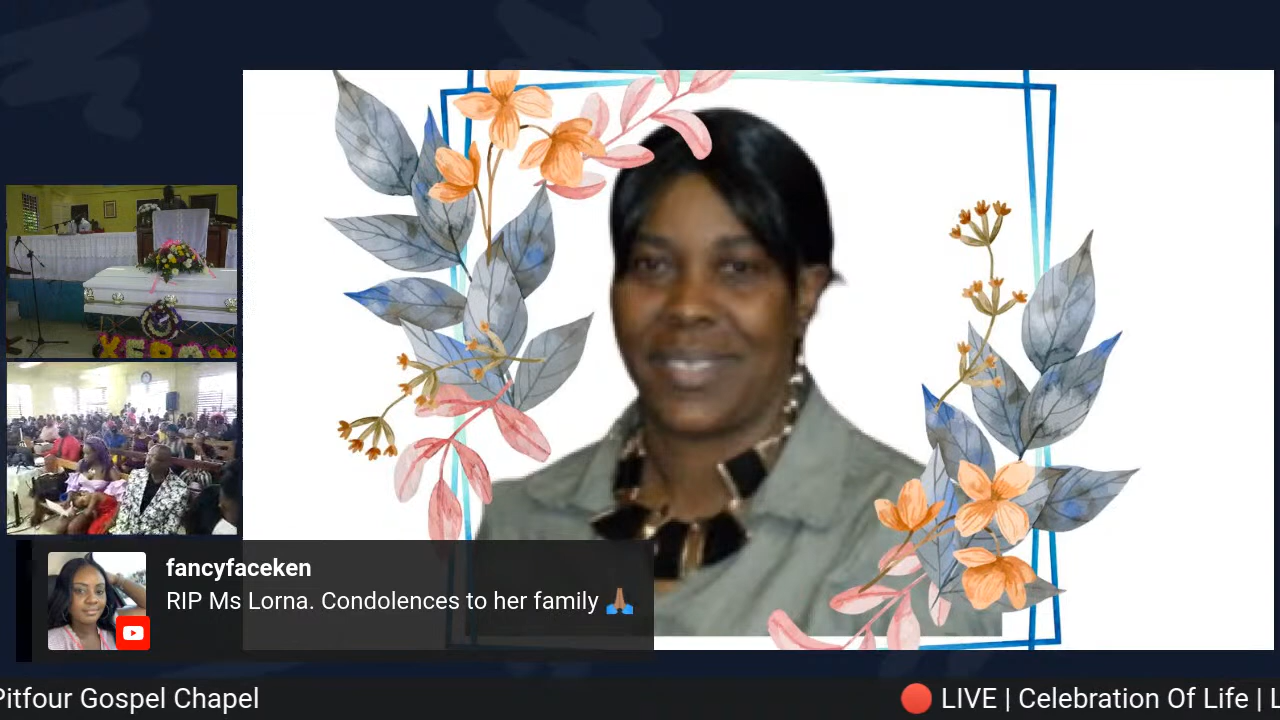 fancyfaceken
RIP Ms Lorna. Condolences to her family 🙏🏽
Pitfour Gospel Chapel
🔴 LIVE | Celebration Of Life | L